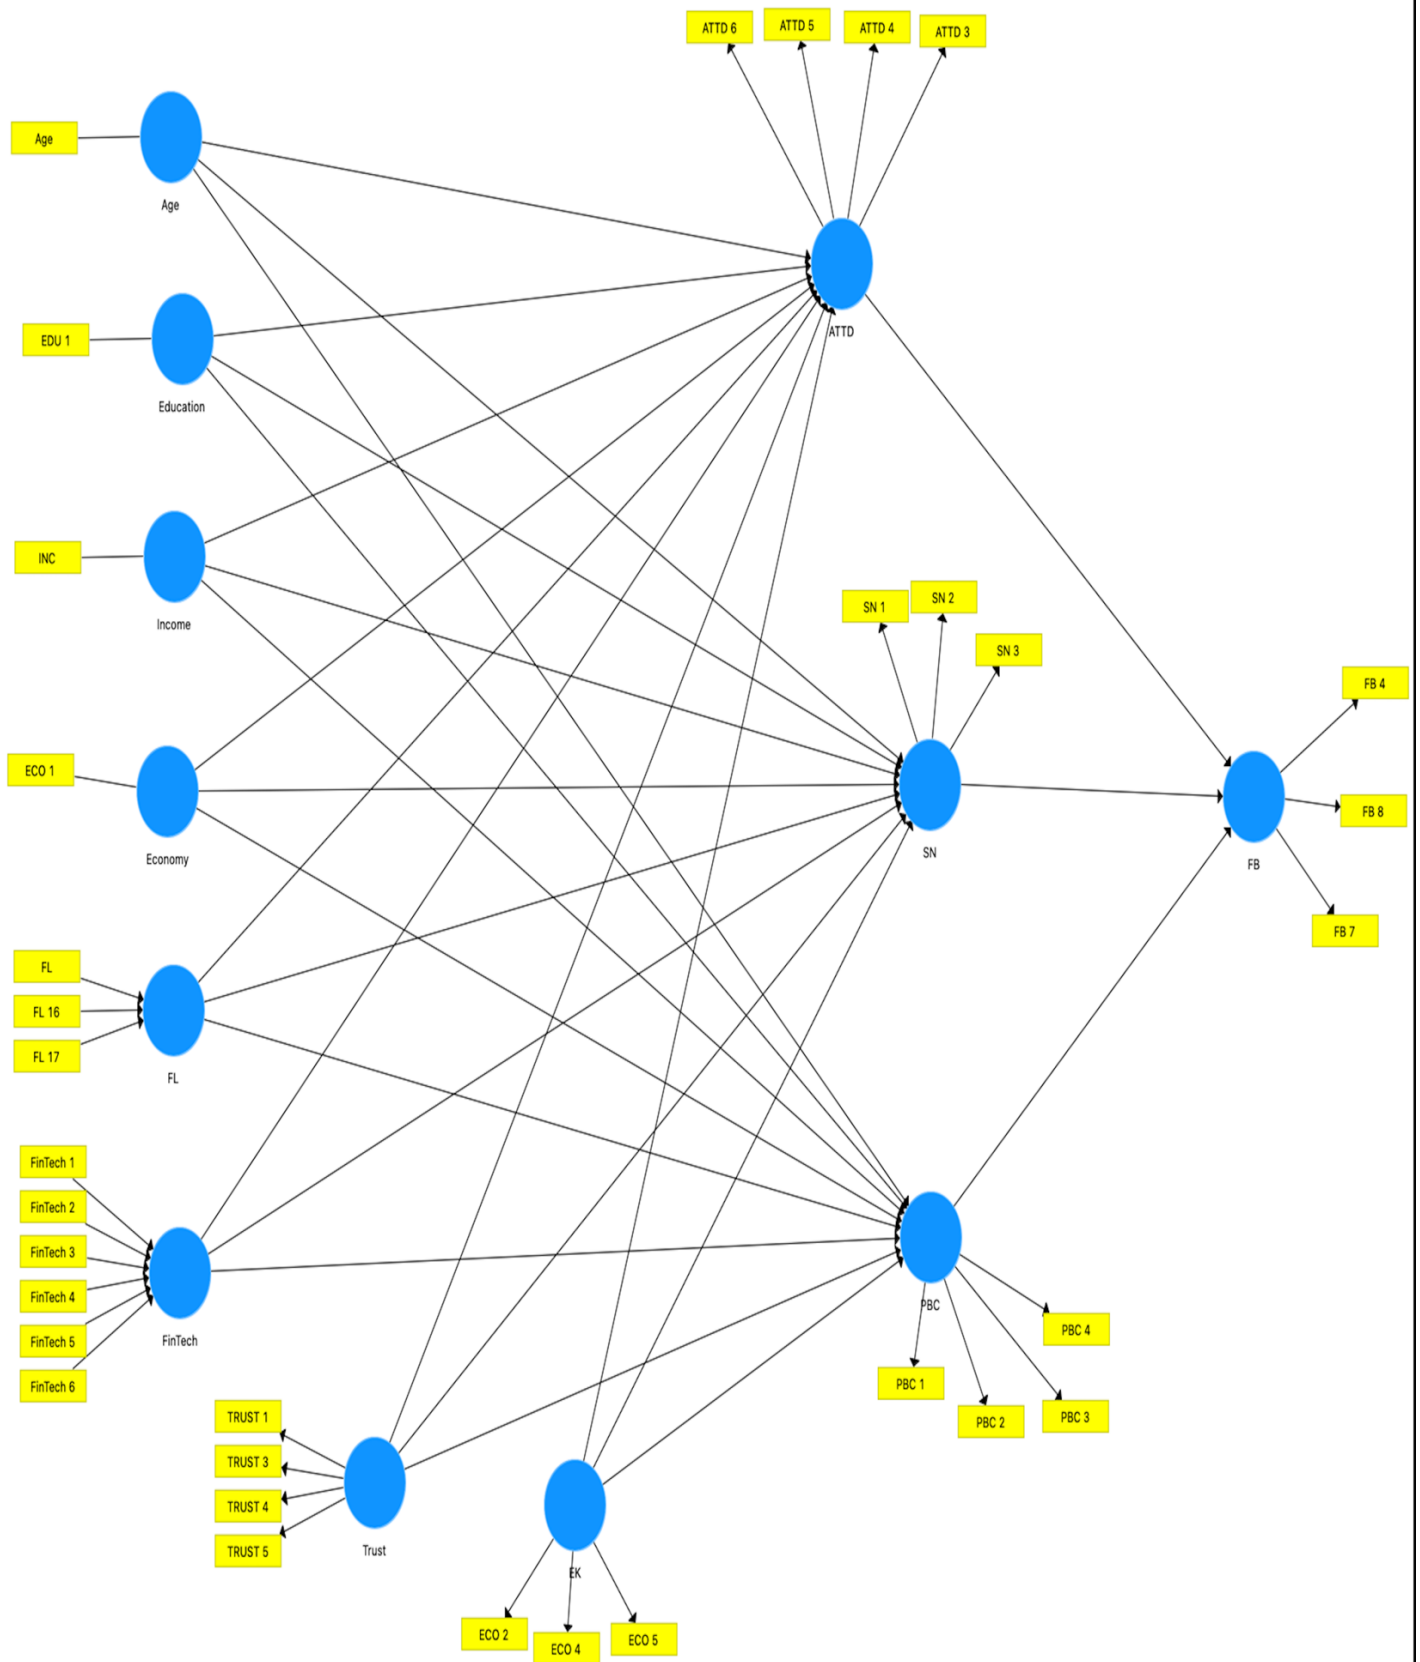 ATTD 6
ATTD 5
ATTD 4
ATTD 3
Age
Age
ATTD
EDU 1
Education
INC
Income
SN 1
SN 2
SN 3
SN
FB 4
FB 8
FB 7
FB
ECO 1
Economy
FL
FL 16
FL 17
FL
FinTech 1
FinTech 2
FinTech 3
FinTech 4
FinTech 5
FinTech 6
FinTech
PBC
PBC 4
PBC 1
PBC 2
PBC 3
TRUST 1
TRUST 3
TRUST 4
TRUST 5
Trust
EK
ECO 2
ECO 4
ECO 5